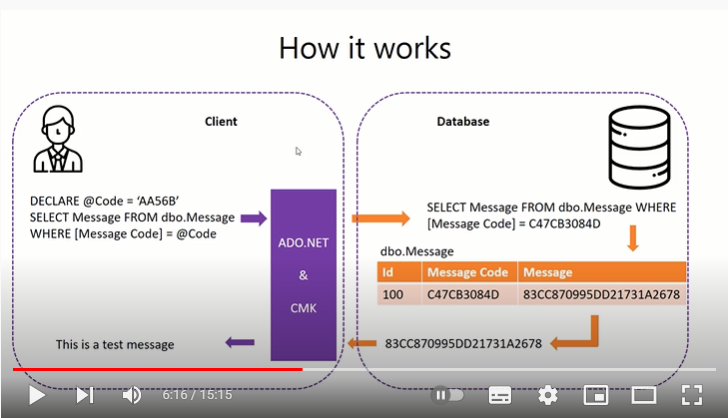 How it works
Client
DECLARE @Code = ‘AA56B’
SELECT Message FROM dbo.Message
WHERE [Message Code] = @Code
ADO.NET
&
CMK
This is a test message
Database
SELECT Message FROM dbo.Message WHERE
[Message Code] = C47CB3084D
dbo.Message
Id Message Code Message
100 C47CB3084D 83CC870995DD21731A2678
83CC870995DD21731A2678
6:16 / 15:15